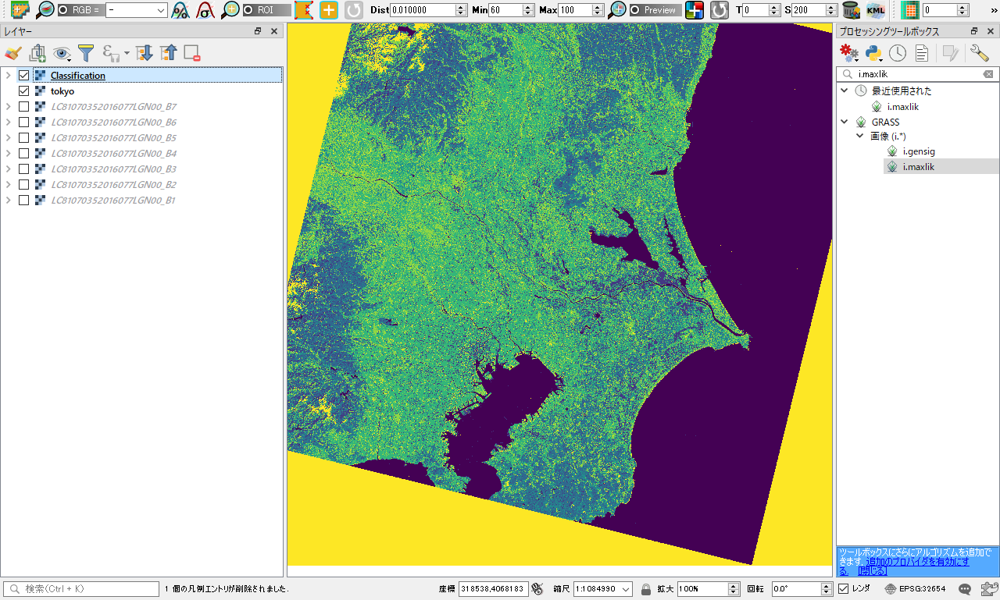 RGB = - ROI Dist 0.010000 Min 60 Max 100 Preview T 0 S 200 KML 0 »
レイヤー
プロセッシングツールボックス
Classification
tokyo
LC81070352016077LGN00_B7
LC81070352016077LGN00_B6
LC81070352016077LGN00_B5
LC81070352016077LGN00_B4
LC81070352016077LGN00_B3
LC81070352016077LGN00_B2
LC81070352016077LGN00_B1
i.maxlik
最近使用された
i.maxlik
GRASS
画像 (i.*)
i.gensig
i.maxlik
ツールボックスにさらにアルゴリズムを追加で
きます. 追加のプロバイダを有効にす
る. [閉じる]
検索(Ctrl + K) 1 個の凡例エントリが削除されました 座標 318538,4068183 縮尺 1:1084990 拡大 100% 回転 0.0° レンダ EPSG:32654